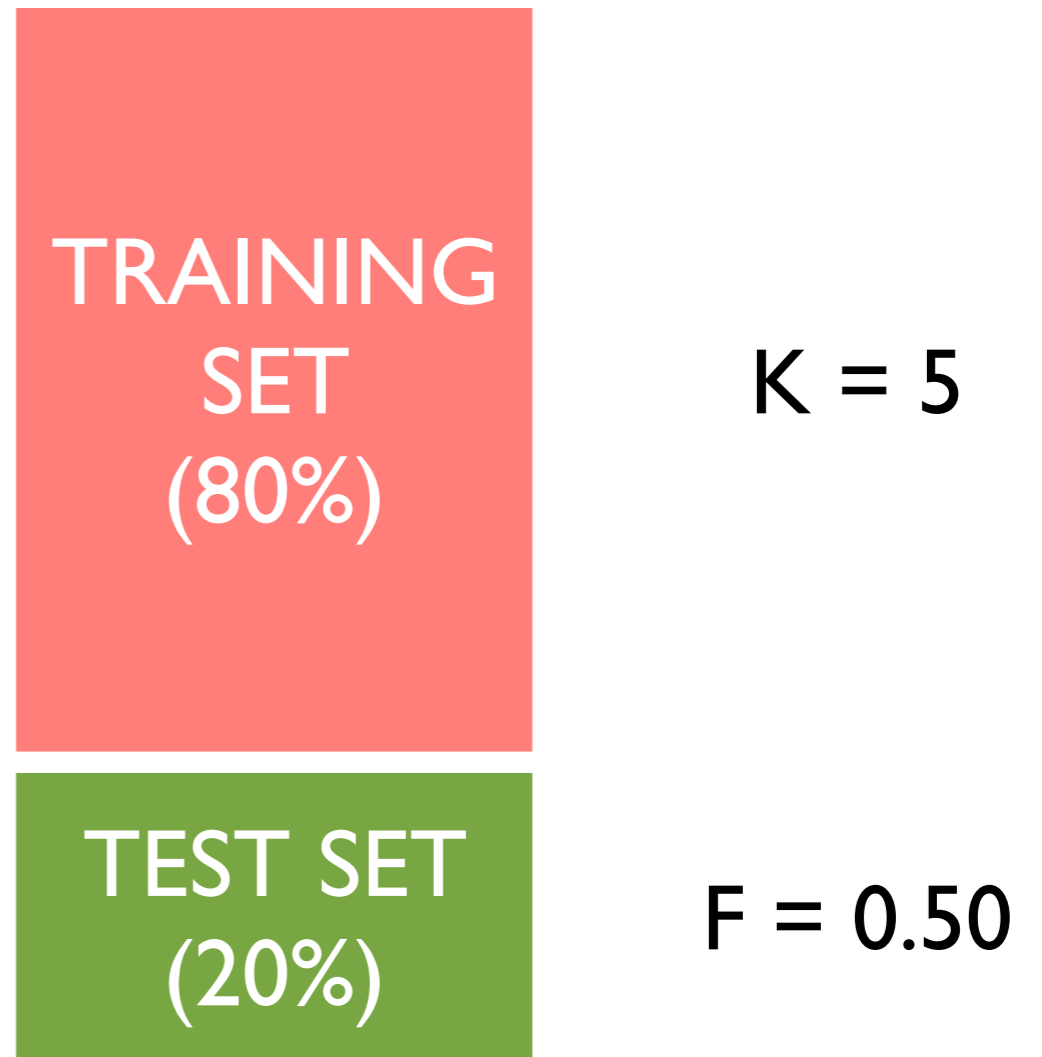 TRAINING
SET
(80%)
K = 5
TEST SET
(20%)
F = 0.50